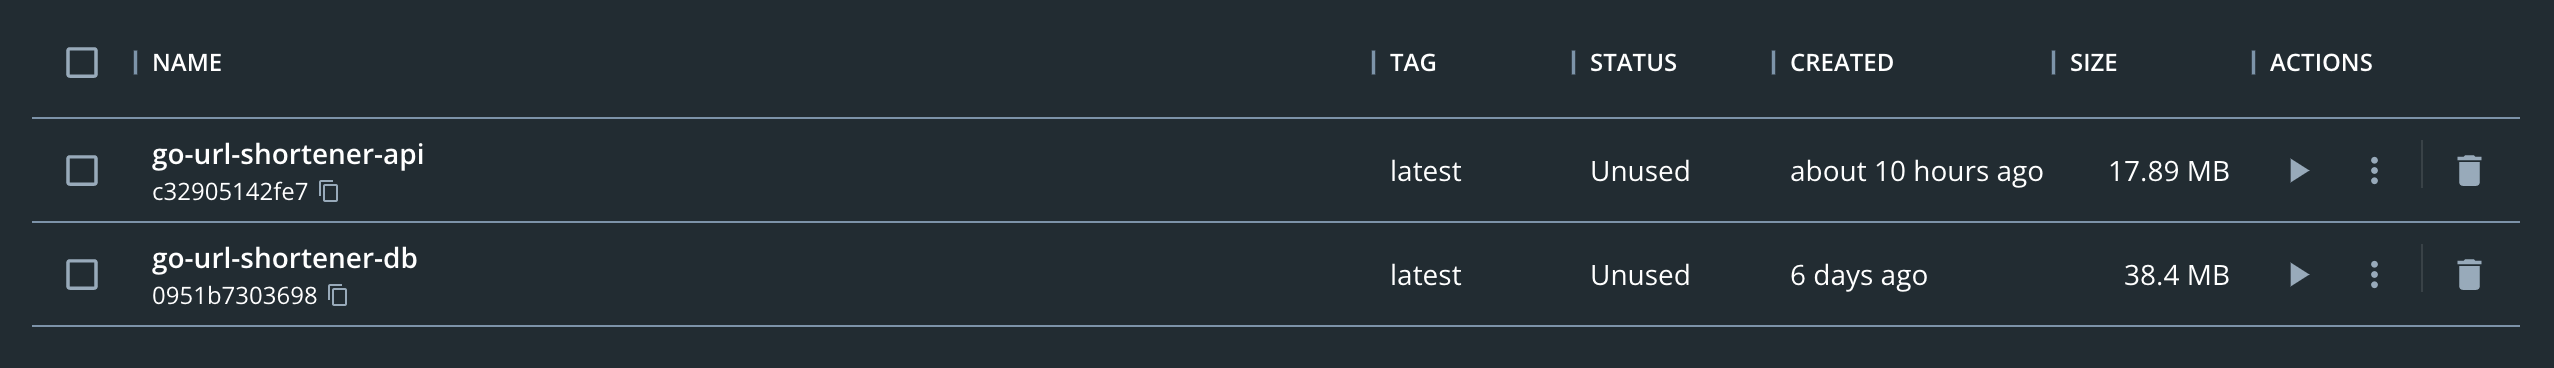 NAME TAG STATUS CREATED SIZE ACTIONS
go-url-shortener-api
c32905142fe7
latest Unused about 10 hours ago 17.89 MB
go-url-shortener-db
0951b7303698
latest Unused 6 days ago 38.4 MB